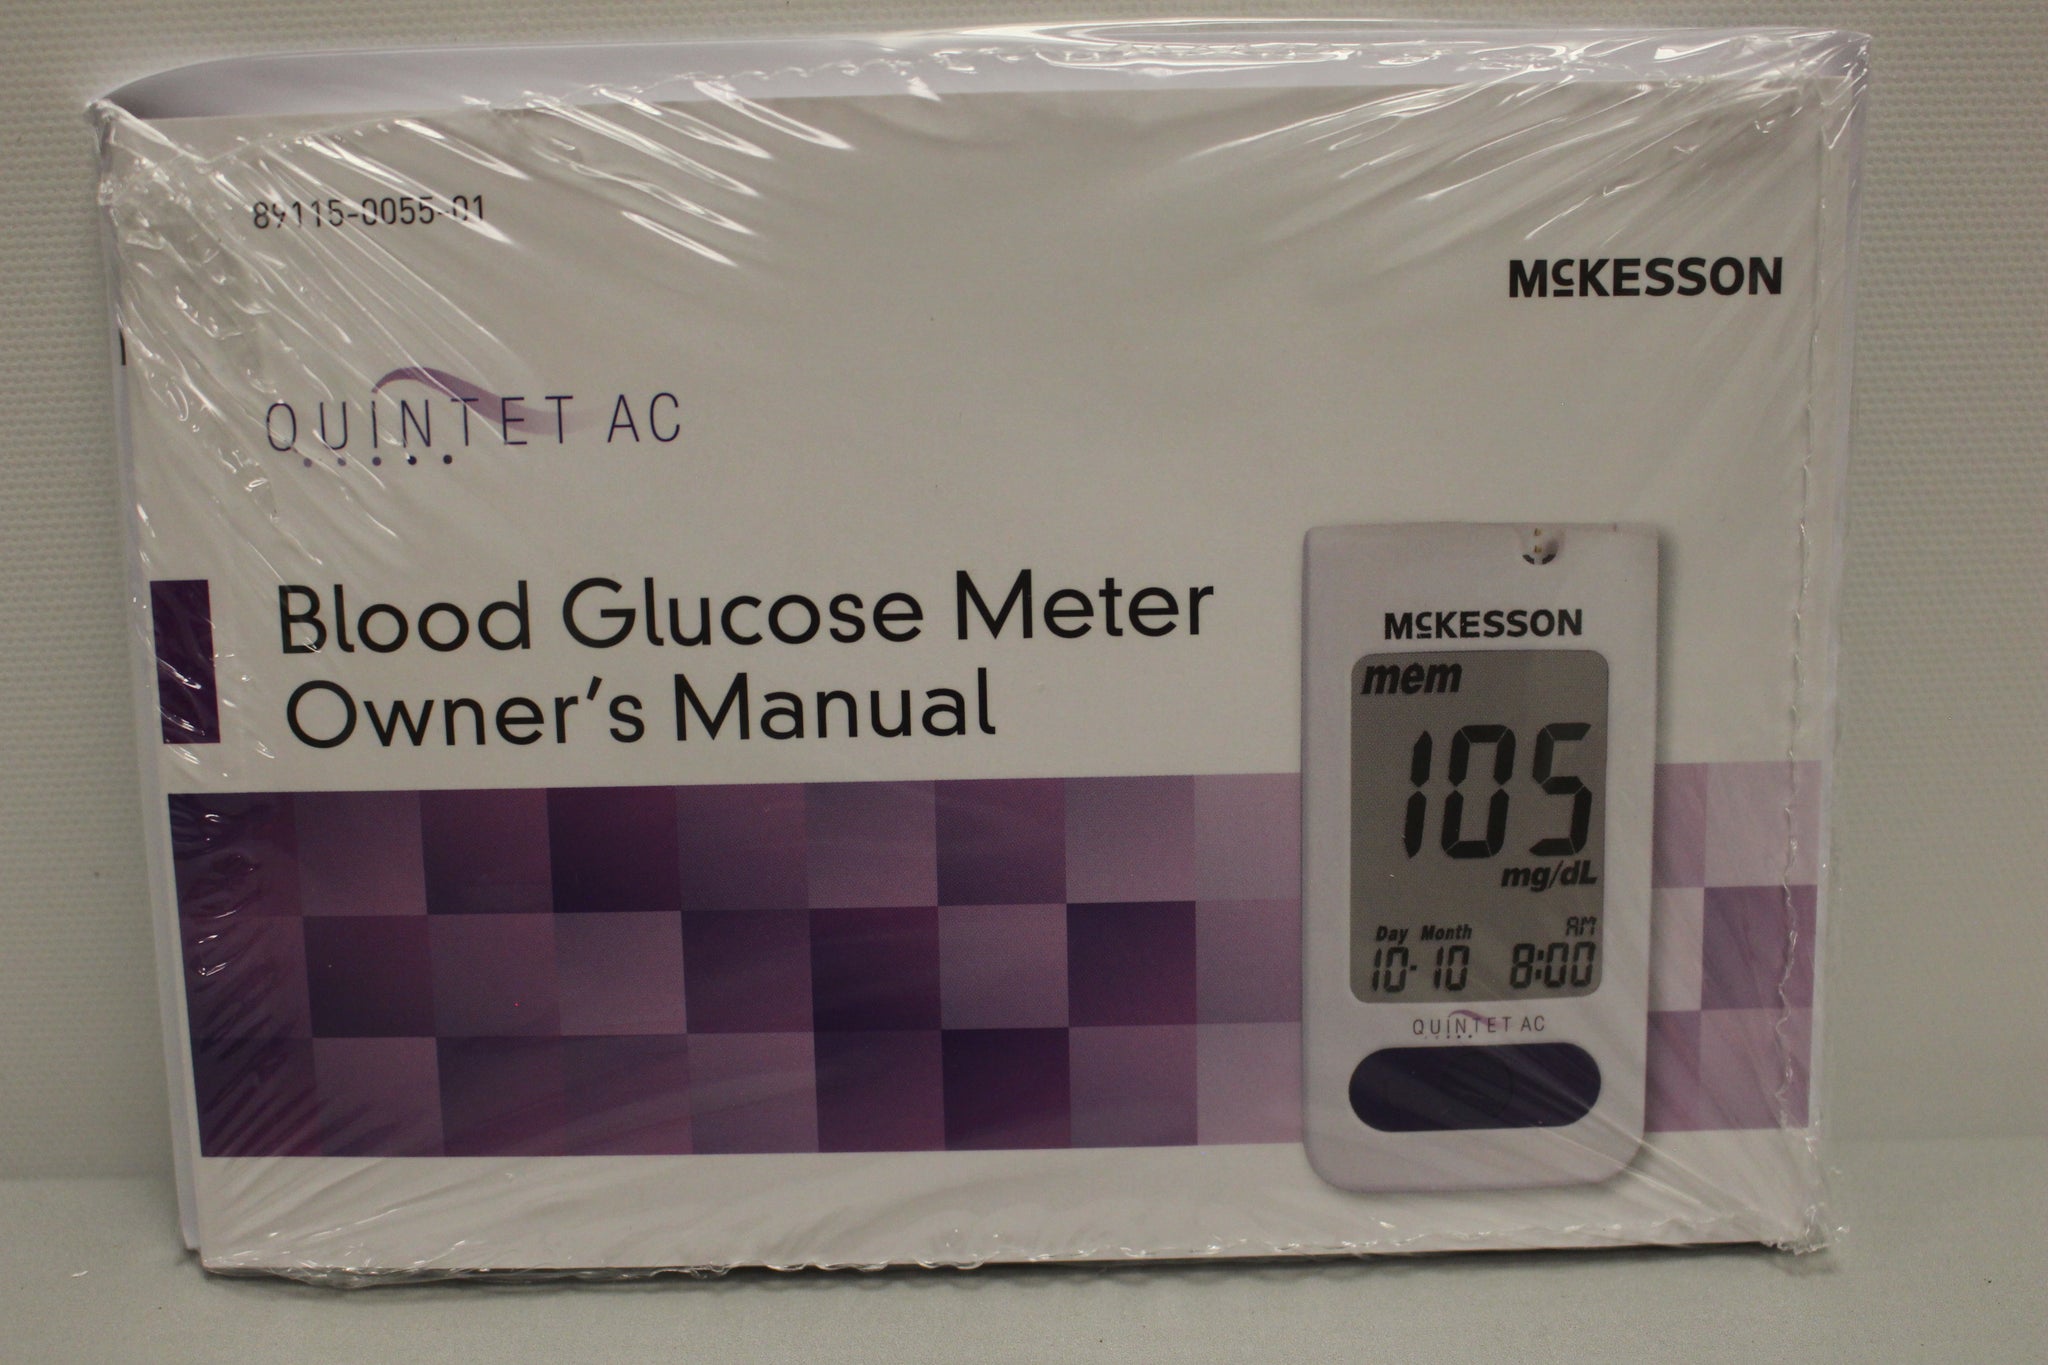 89115-0055-01
McKESSON
QUINTET AC
Blood Glucose Meter
Owner's Manual
McKESSON
mem
105
mg/dL
Day Month AM
10-10 8:00
QUINTET AC